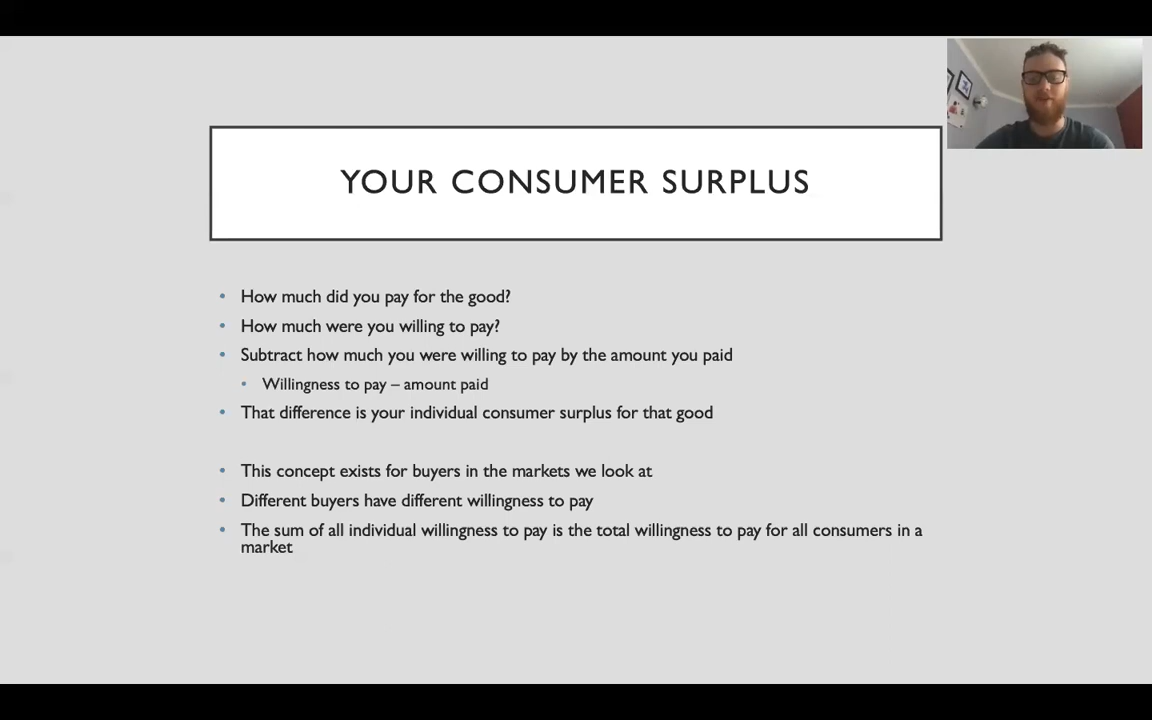 YOUR CONSUMER SURPLUS
• How much did you pay for the good?
• How much were you willing to pay?
• Subtract how much you were willing to pay by the amount you paid
• Willingness to pay – amount paid
• That difference is your individual consumer surplus for that good
• This concept exists for buyers in the markets we look at
• Different buyers have different willingness to pay
• The sum of all individual willingness to pay is the total willingness to pay for all consumers in a
market